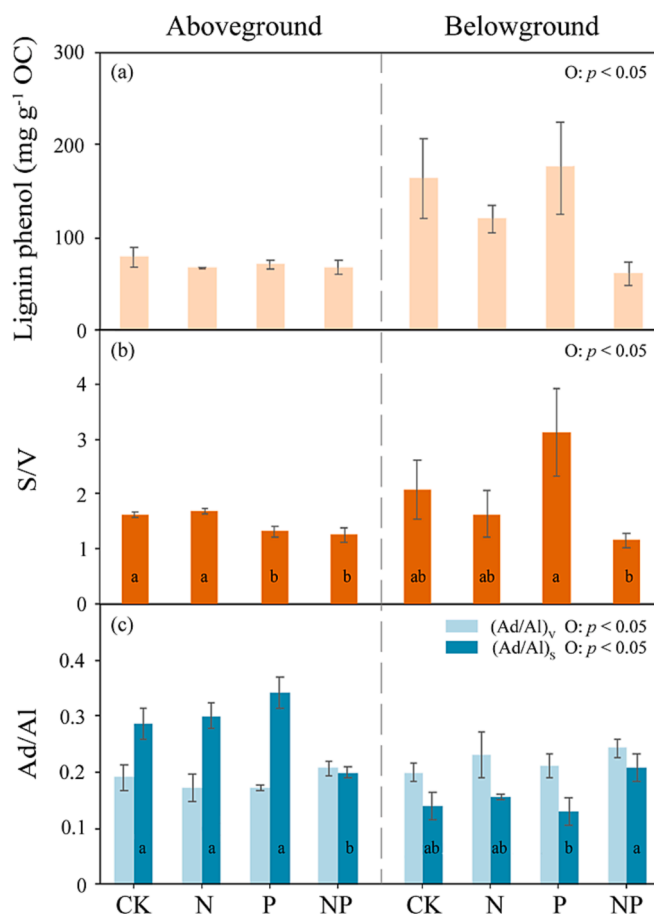 Aboveground Belowground
(a) O: p < 0.05
Lignin phenol (mg g⁻¹ OC)
300
200
100
0
(b) O: p < 0.05
S/V
4
3
2
1
0
a a b b ab ab a b
(c) (Ad/Al)v O: p < 0.05
(Ad/Al)s O: p < 0.05
Ad/Al
0.4
0.3
0.2
0.1
0
a a a b ab ab b a
CK N P NP CK N P NP